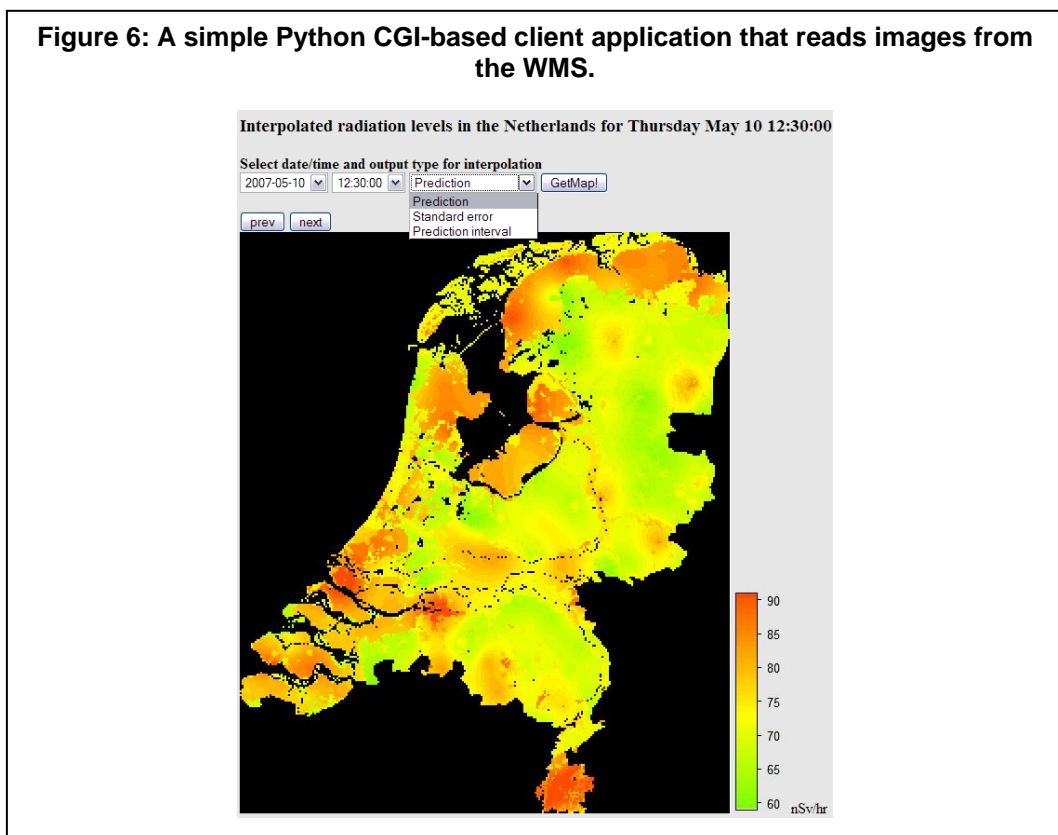 Figure 6: A simple Python CGI-based client application that reads images from
the WMS.
Interpolated radiation levels in the Netherlands for Thursday May 10 12:30:00
Select date/time and output type for interpolation
2007-05-10 12:30:00 Prediction GetMap!
Prediction
Standard error
Prediction interval
prev next
90
85
80
75
70
65
60 nSv/hr